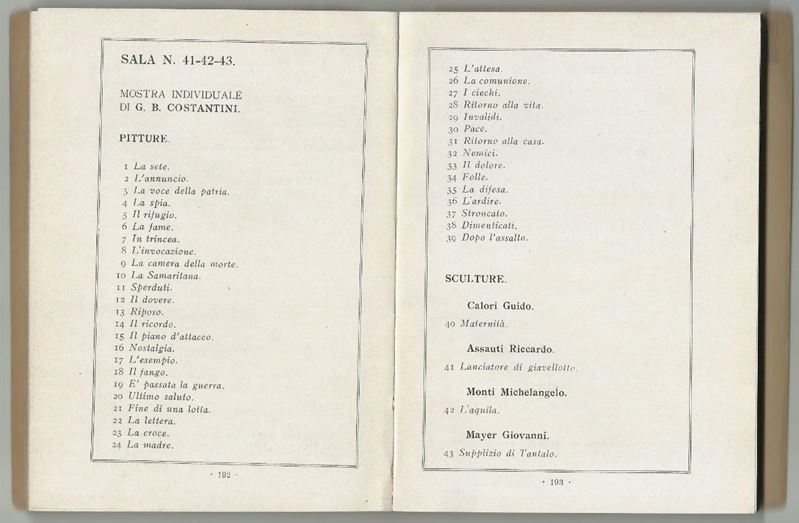 SALA N. 41-42-43.
MOSTRA INDIVIDUALE
DI G. B. COSTANTINI.
PITTURE.
1 La sete.
2 L'annuncio.
3 La voce della patria.
4 La spia.
5 Il rifugio.
6 La fame.
7 In trincea.
8 L'invocazione.
9 La camera della morte.
10 La Samaritana.
11 Sperduti.
12 Il dovere.
13 Riposo.
14 Il ricordo.
15 Il piano d'attacco.
16 Nostalgia.
17 L'esempio.
18 Il fango.
19 E' passata la guerra.
20 Ultimo saluto.
21 Fine di una lotta.
22 La lettera.
23 La croce.
24 La madre.
· 192 ·
25 L'attesa.
26 La comunione.
27 I ciechi.
28 Ritorno alla vita.
29 Invalidi.
30 Pace.
31 Ritorno alla casa.
32 Nemici.
33 Il dolore.
34 Folle.
35 La difesa.
36 L'ardire.
37 Stroncato.
38 Dimenticati.
39 Dopo l'assalto.
SCULTURE.
Calori Guido.
40 Maternità.
Assauti Riccardo.
41 Lanciatore di giavellotto.
Monti Michelangelo.
42 L'aquila.
Mayer Giovanni.
43 Supplizio di Tantalo.
· 193 ·